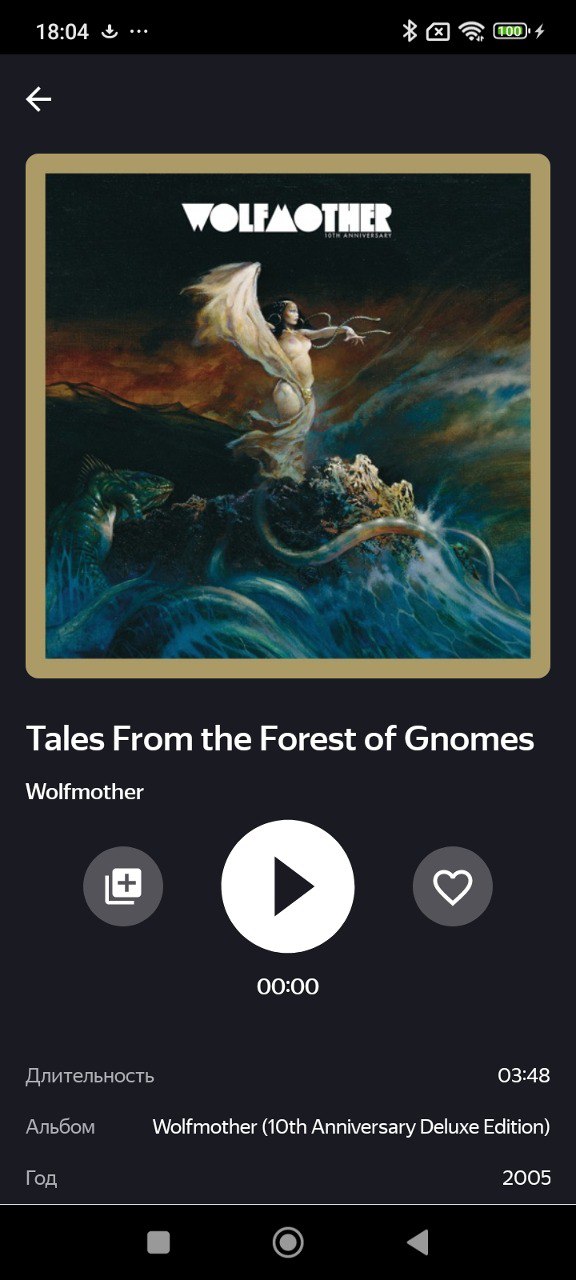 18:04
100
WOLFMOTHER
10TH ANNIVERSARY
Tales From the Forest of Gnomes
Wolfmother
00:00
Длительность 03:48
Альбом Wolfmother (10th Anniversary Deluxe Edition)
Год 2005